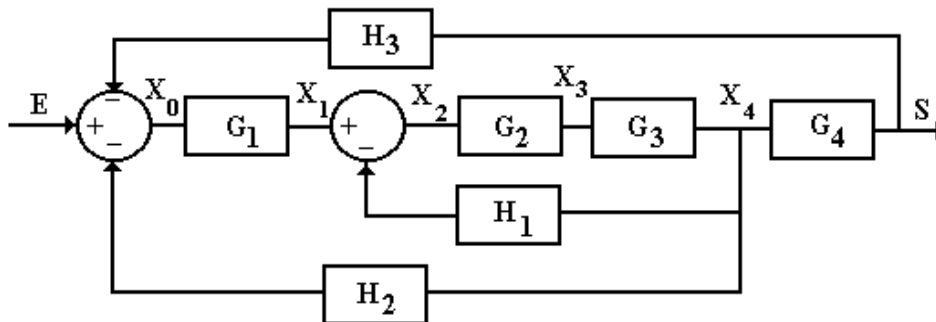 H3
E
X0
G1
X1
X2
G2
X3
G3
X4
G4
S
H1
H2
+
−
−
+
−